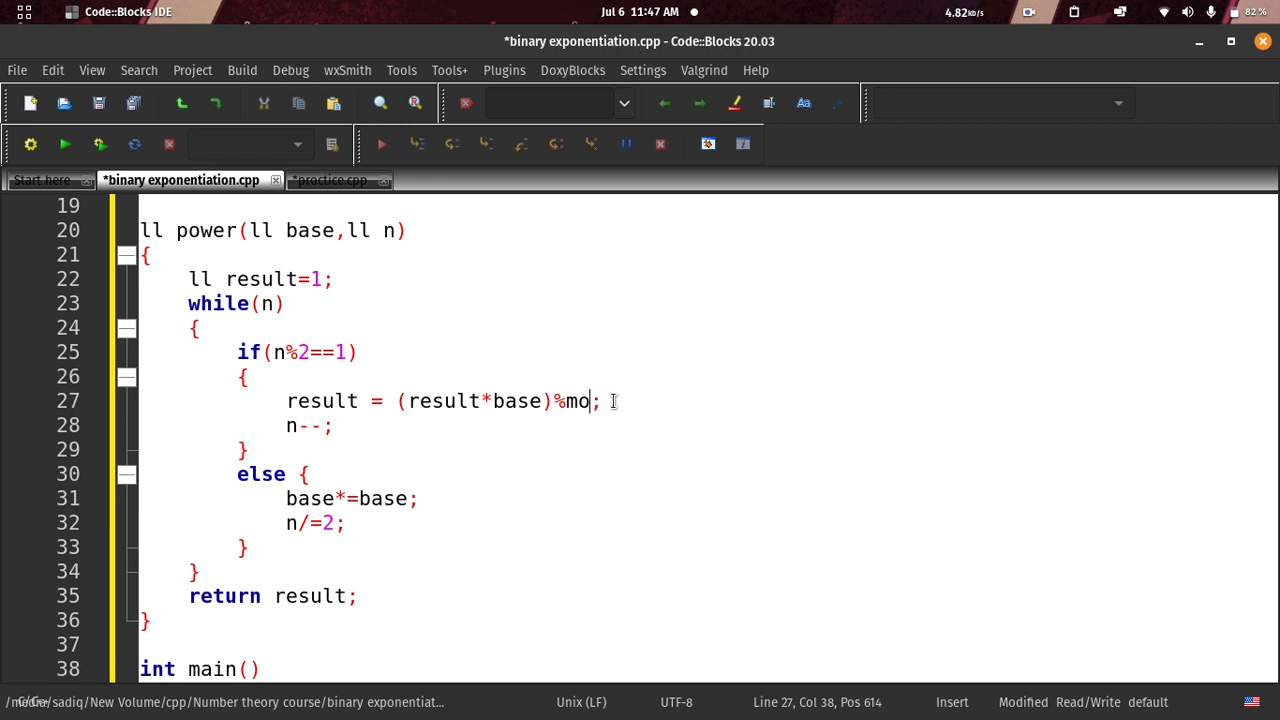 Code::Blocks IDE
Jul 6 11:47 AM
4.82kb/s
82 %
*binary exponentiation.cpp - Code::Blocks 20.03
File Edit View Search Project Build Debug wxSmith Tools Tools+ Plugins DoxyBlocks Settings Valgrind Help
Start here *binary exponentiation.cpp *proctice.cpp
19
20 ll power(ll base,ll n)
21 {
22 ll result=1;
23 while(n)
24 {
25 if(n%2==1)
26 {
27 result = (result*base)%mo;
28 n--;
29 }
30 else {
31 base*=base;
32 n/=2;
33 }
34 }
35 return result;
36 }
37
38 int main()
sadiq/New Volume/cpp/Number theory course/binary exponentiat... Unix (LF) UTF-8 Line 27, Col 38, Pos 614 Insert Modified Read/Write default